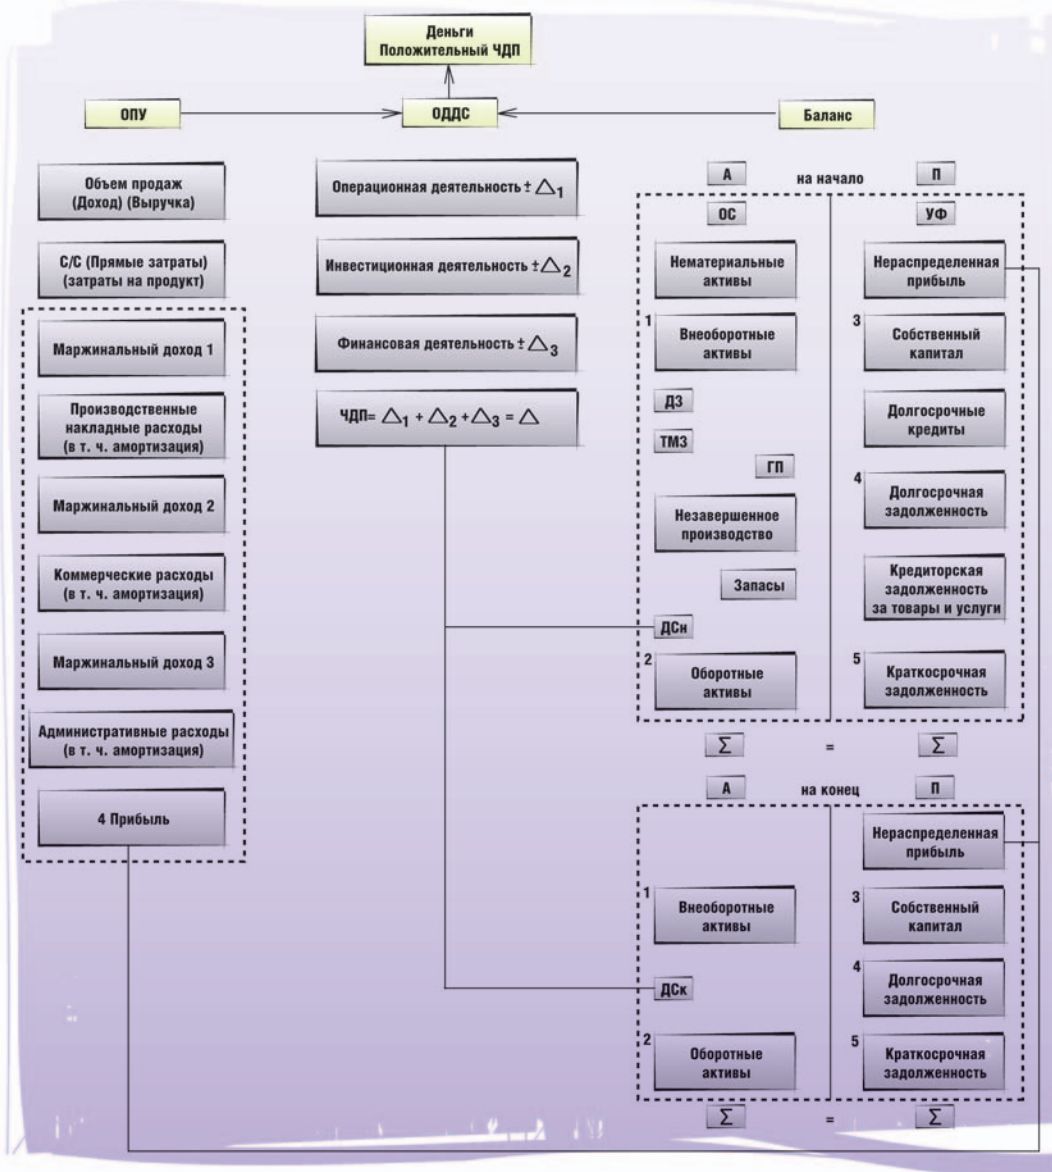 Деньги
Положительный ЧДП
ОПУ
ОДДС
Баланс
Объем продаж
(Доход) (Выручка)
С/С (Прямые затраты)
(затраты на продукт)
Маржинальный доход 1
Производственные
накладные расходы
(в т. ч. амортизация)
Маржинальный доход 2
Коммерческие расходы
(в т. ч. амортизация)
Маржинальный доход 3
Административные расходы
(в т. ч. амортизация)
4 Прибыль
Операционная деятельность ± △1
Инвестиционная деятельность ± △2
Финансовая деятельность ± △3
ЧДП= △1 + △2 + △3 = △
А на начало П
ОС
Нематериальные
активы
1
Внеоборотные
активы
ДЗ
ТМЗ
ГП
Незавершенное
производство
Запасы
ДСн
2
Оборотные
активы
УФ
Нераспределенная
прибыль
3
Собственный
капитал
Долгосрочные
кредиты
4
Долгосрочная
задолженность
Кредиторская
задолженность
за товары и услуги
5
Краткосрочная
задолженность
Σ = Σ
А на конец П
1
Внеоборотные
активы
ДСк
2
Оборотные
активы
Нераспределенная
прибыль
3
Собственный
капитал
4
Долгосрочная
задолженность
5
Краткосрочная
задолженность
Σ = Σ